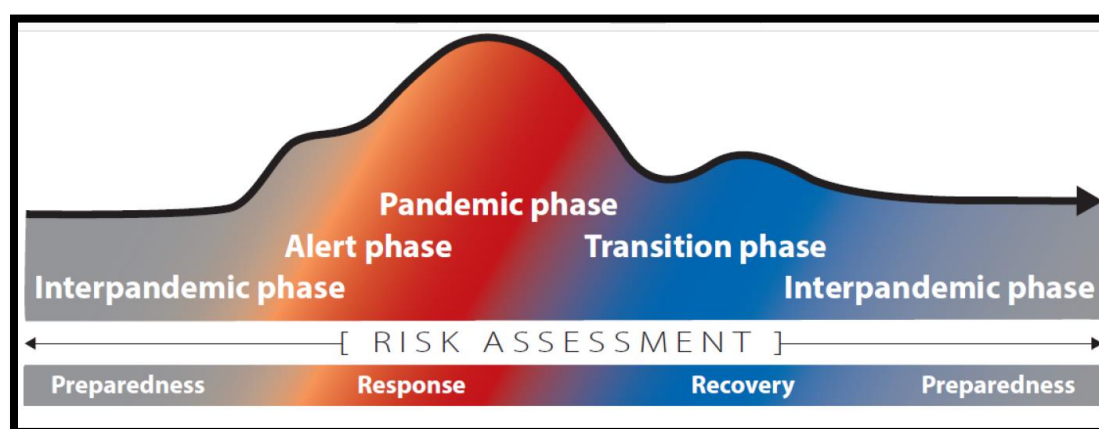 Pandemic phase
Alert phase
Transition phase
Interpandemic phase
Interpandemic phase
[ RISK ASSESSMENT ]
Preparedness
Response
Recovery
Preparedness